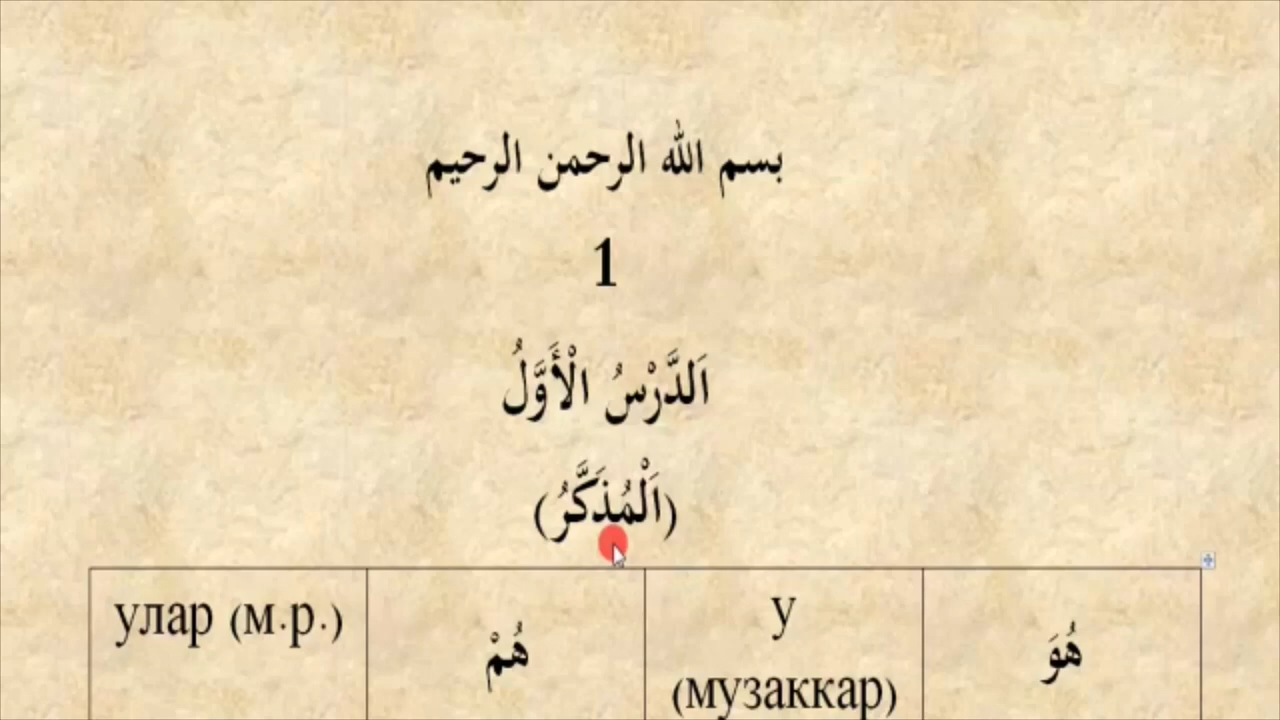 بسم الله الرحمن الرحيم
1
اَلدَّرْسُ الْأَوَّلُ
(اَلْمُذَكَّرُ)
هُوَ
у
(музаккар)
هُمْ
улар (м.р.)